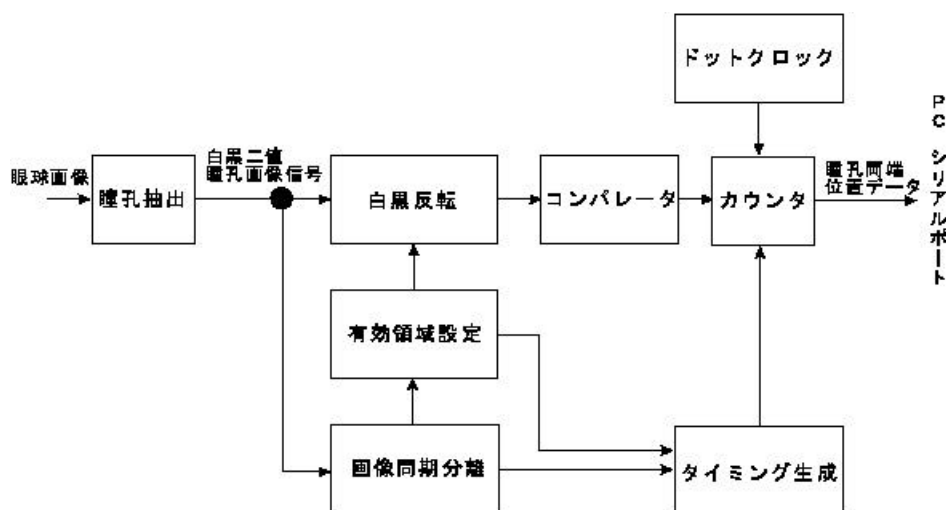 ドットクロック
PC シリアルポート
眼球画像
瞳孔抽出
白黒二値
瞳孔画像信号
白黒反転
コンパレータ
カウンタ
瞳孔両端
位置データ
有効領域設定
画像同期分離
タイミング生成